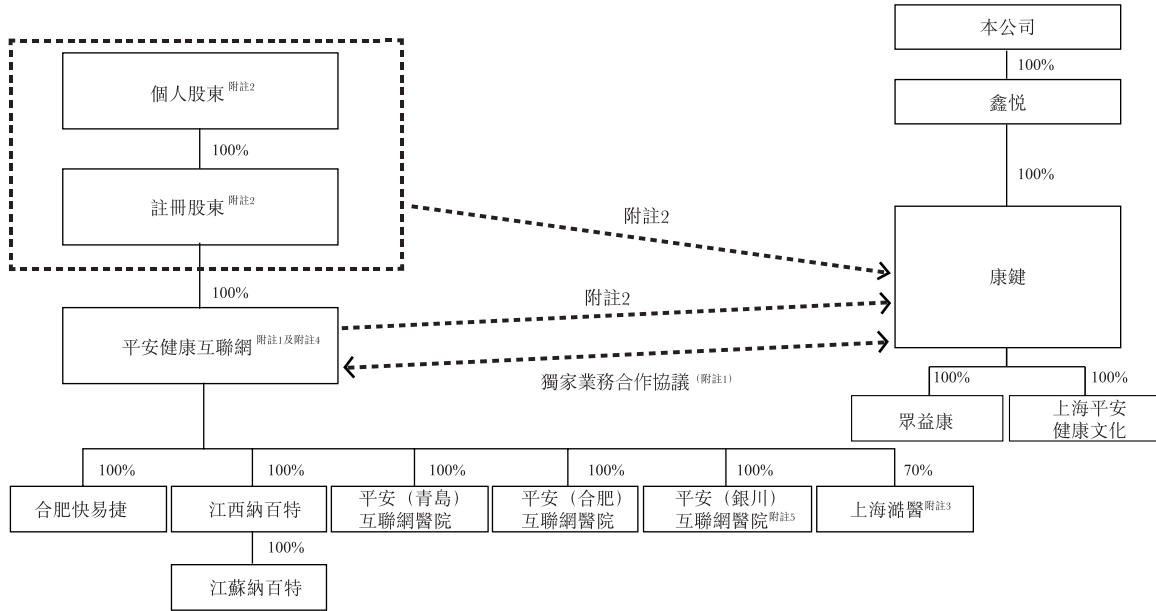 本公司
100%
鑫悦
100%
康鍵
100%
100%
眾益康
上海平安
健康文化
個人股東附註2
100%
註冊股東附註2
100%
平安健康互聯網附註1及附註4
附註2
附註2
獨家業務合作協議(附註1)
100%
100%
100%
100%
100%
70%
合肥快易捷
江西納百特
平安（青島）
互聯網醫院
平安（合肥）
互聯網醫院
平安（銀川）
互聯網醫院附註5
上海澔醫附註3
100%
江蘇納百特